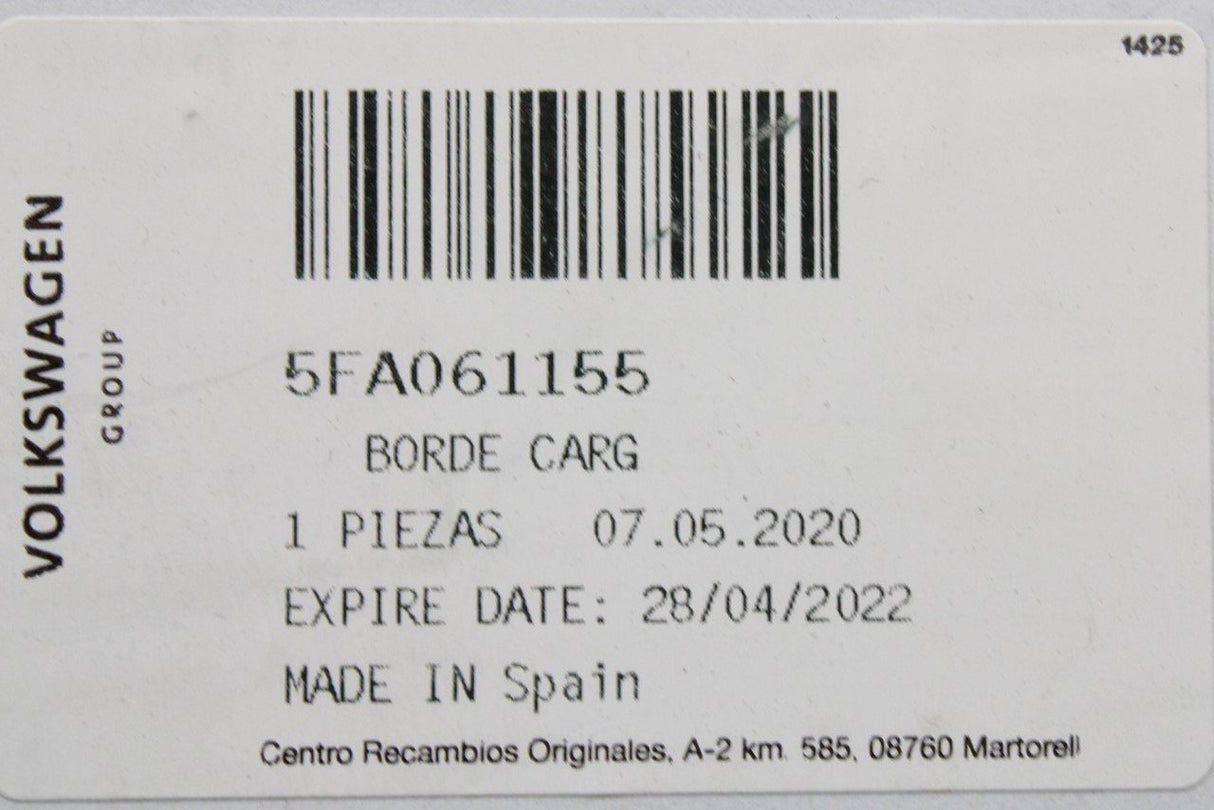 1425
VOLKSWAGEN
GROUP
5FA061155
BORDE CARG
1 PIEZAS 07.05.2020
EXPIRE DATE: 28/04/2022
MADE IN Spain
Centro Recambios Originales, A-2 km. 585, 08760 Martorell